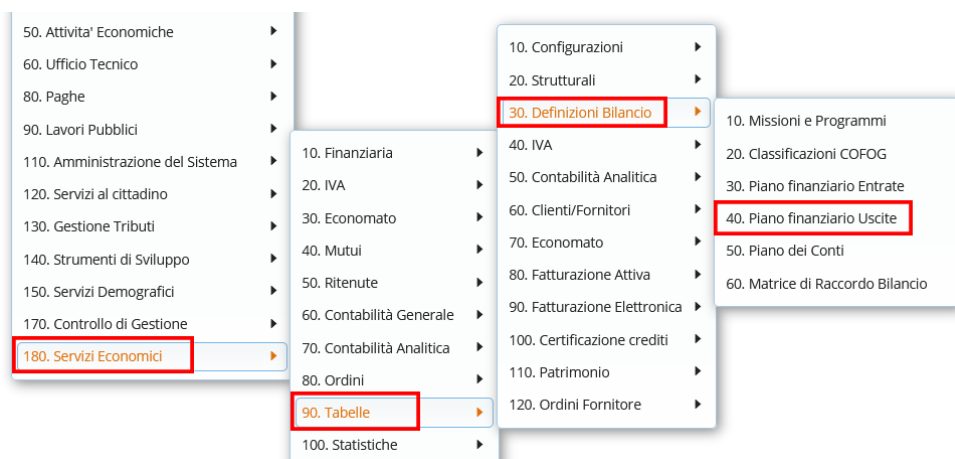 50. Attivita' Economiche
60. Ufficio Tecnico
80. Paghe
90. Lavori Pubblici
110. Amministrazione del Sistema
120. Servizi al cittadino
130. Gestione Tributi
140. Strumenti di Sviluppo
150. Servizi Demografici
170. Controllo di Gestione
180. Servizi Economici
10. Finanziaria
20. IVA
30. Economato
40. Mutui
50. Ritenute
60. Contabilità Generale
70. Contabilità Analitica
80. Ordini
90. Tabelle
100. Statistiche
10. Configurazioni
20. Strutturali
30. Definizioni Bilancio
40. IVA
50. Contabilità Analitica
60. Clienti/Fornitori
70. Economato
80. Fatturazione Attiva
90. Fatturazione Elettronica
100. Certificazione crediti
110. Patrimonio
120. Ordini Fornitore
10. Missioni e Programmi
20. Classificazioni COFOG
30. Piano finanziario Entrate
40. Piano finanziario Uscite
50. Piano dei Conti
60. Matrice di Raccordo Bilancio